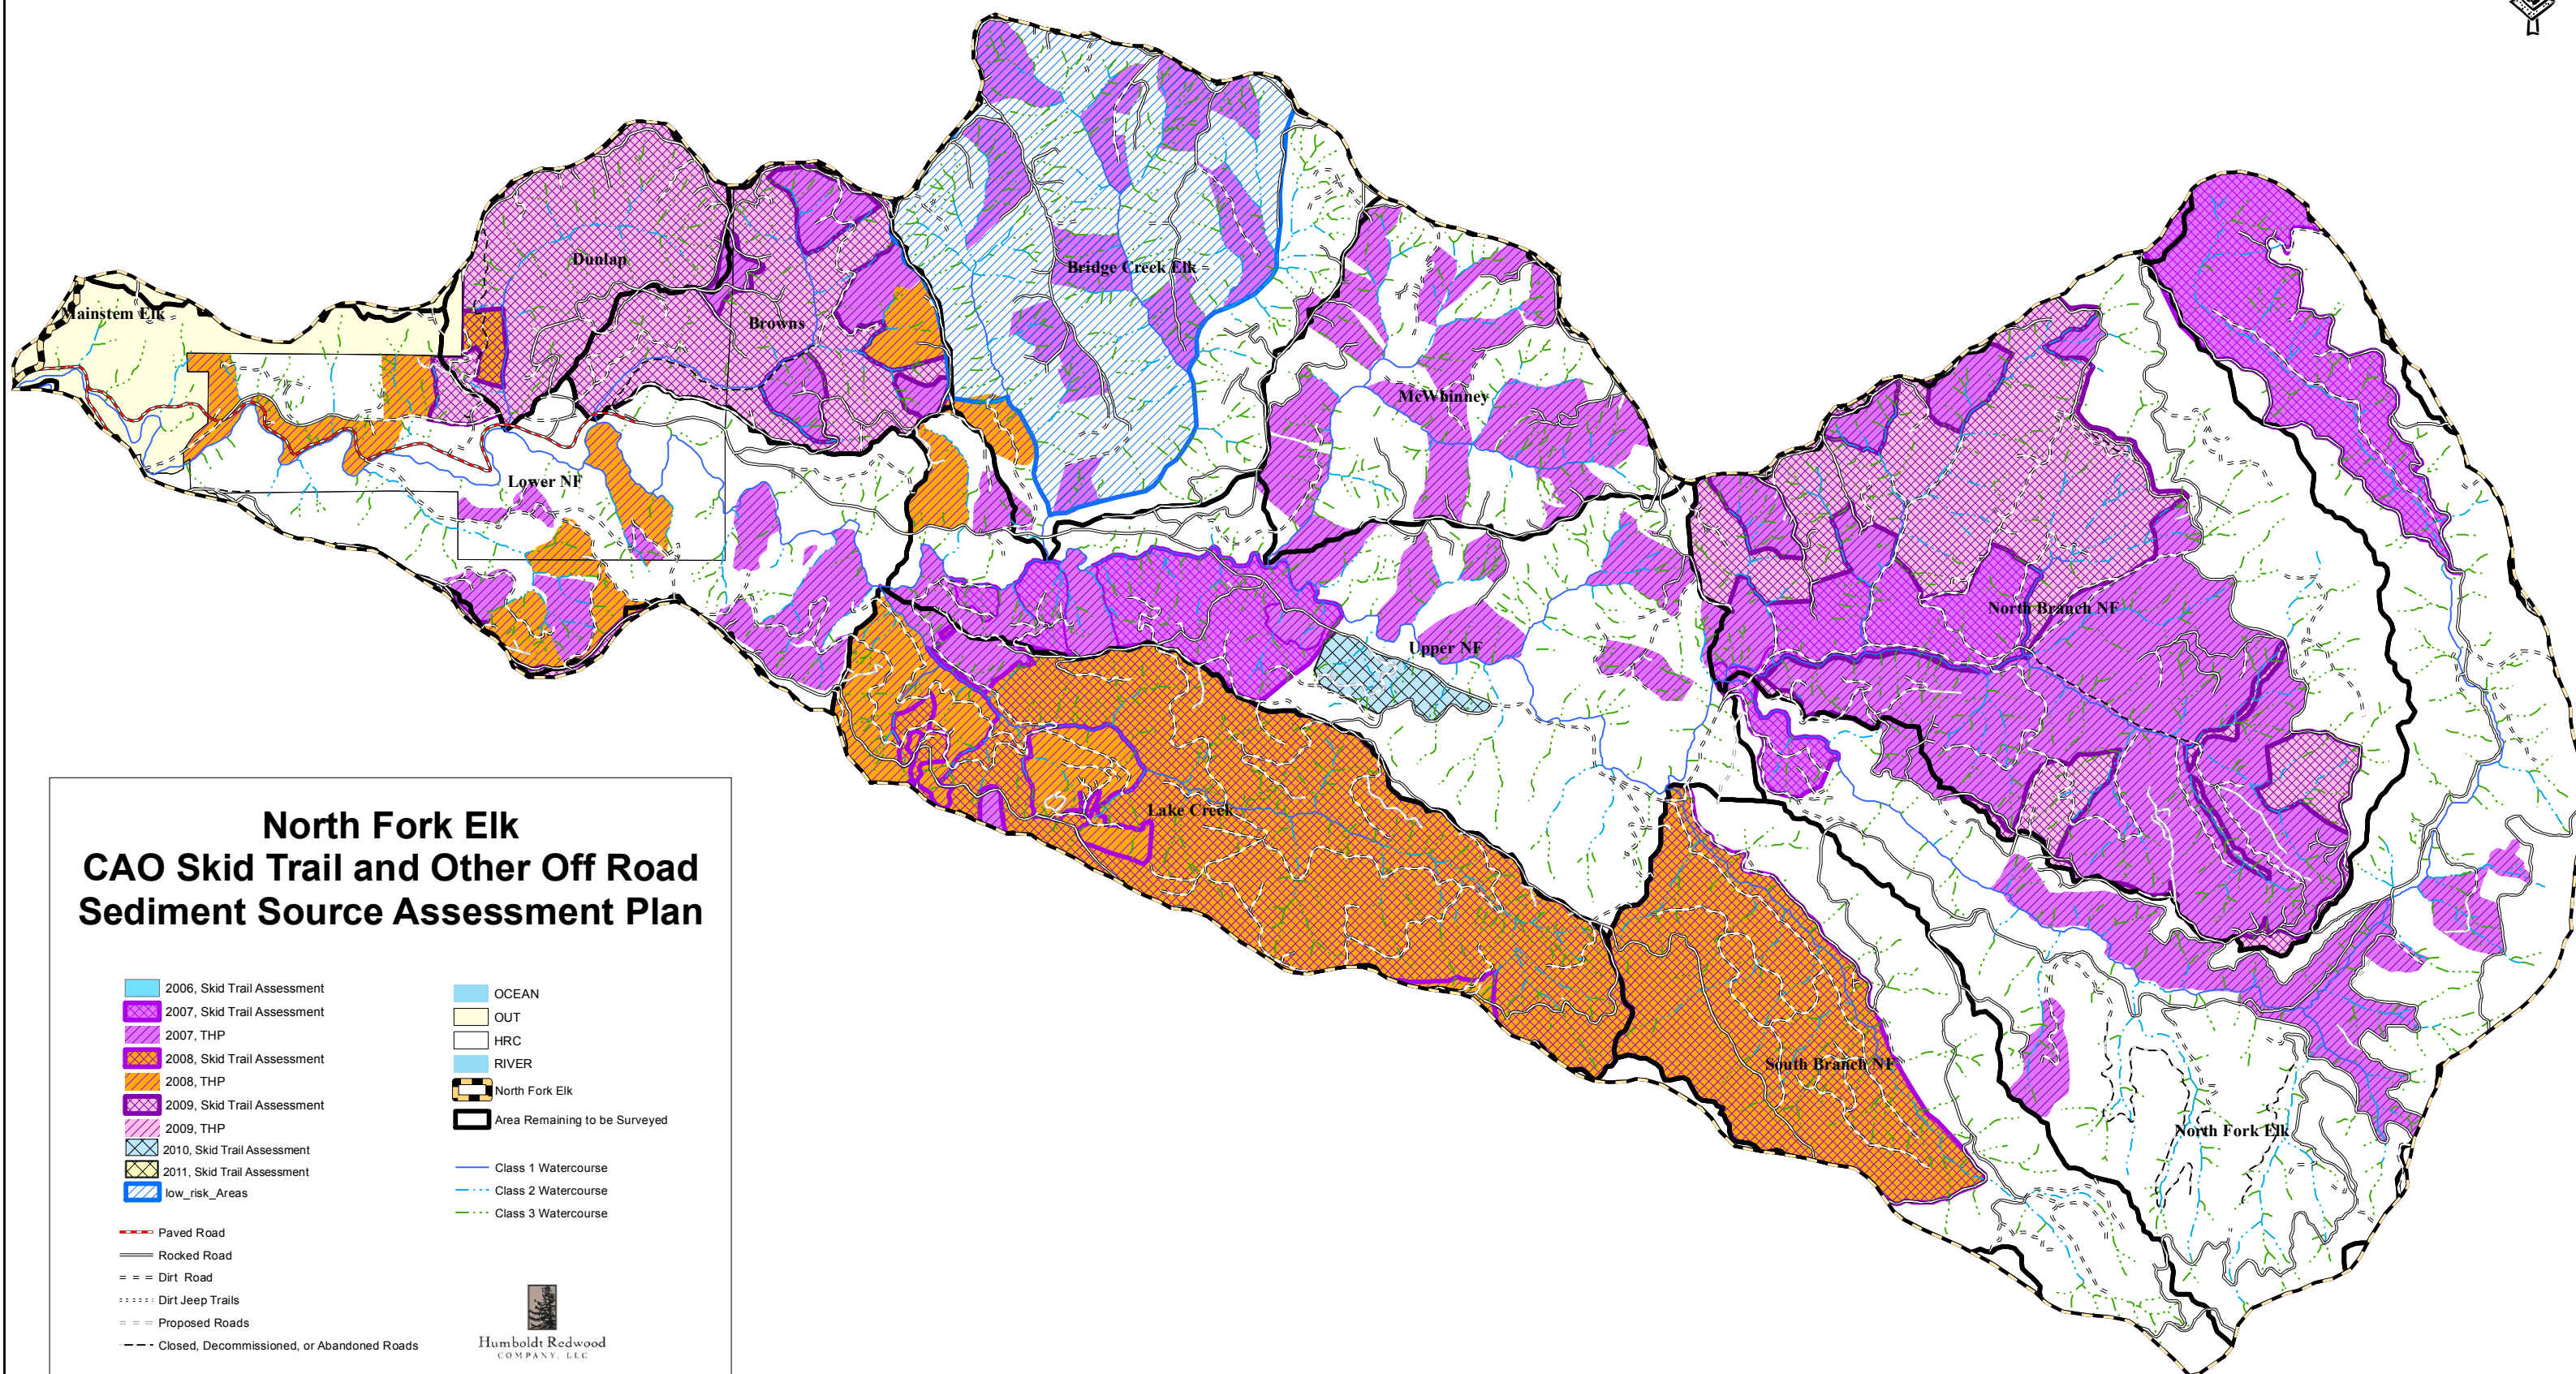 Dunlap
Bridge Creek Elk
Mainstem Elk
Browns
McWhinney
Lower NF
North Branch NF
Upper NF
Lake Creek
South Branch NF
North Fork Elk
North Fork Elk
CAO Skid Trail and Other Off Road
Sediment Source Assessment Plan
2006, Skid Trail Assessment
2007, Skid Trail Assessment
2007, THP
2008, Skid Trail Assessment
2008, THP
2009, Skid Trail Assessment
2009, THP
2010, Skid Trail Assessment
2011, Skid Trail Assessment
low_risk_Areas
Paved Road
Rocked Road
Dirt Road
Dirt Jeep Trails
Proposed Roads
Closed, Decommissioned, or Abandoned Roads
OCEAN
OUT
HRC
RIVER
North Fork Elk
Area Remaining to be Surveyed
Class 1 Watercourse
Class 2 Watercourse
Class 3 Watercourse
Humboldt Redwood
COMPANY, LLC